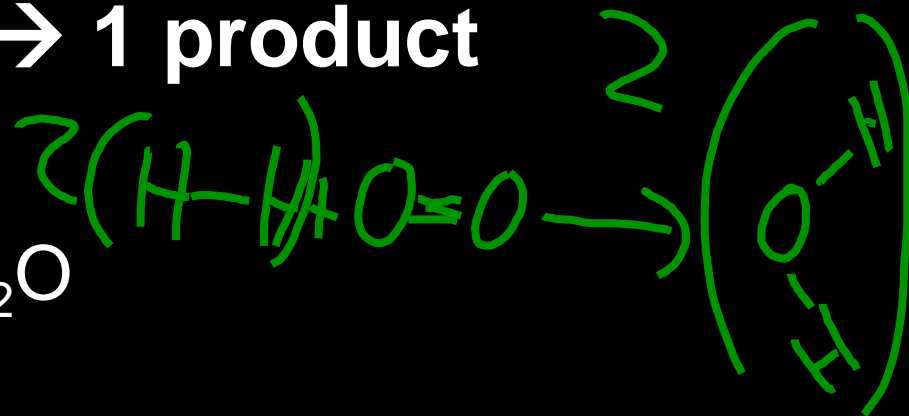 → 1 product
2(H-H) + O=O → 2(H-O-H)
₂O